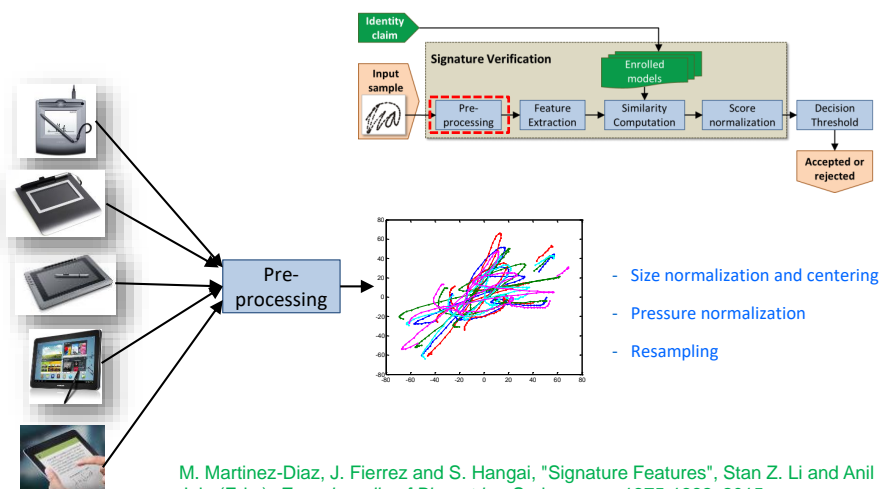 Identity
claim
Signature Verification
Enrolled
models
Input
sample
Pre-
processing
Feature
Extraction
Similarity
Computation
Score
normalization
Decision
Threshold
Accepted or
rejected
Pre-
processing
80
60
40
20
0
-20
-40
-60
-80
-80 -60 -40 -20 0 20 40 60 80
- Size normalization and centering
- Pressure normalization
- Resampling
M. Martinez-Diaz, J. Fierrez and S. Hangai, "Signature Features", Stan Z. Li and Anil